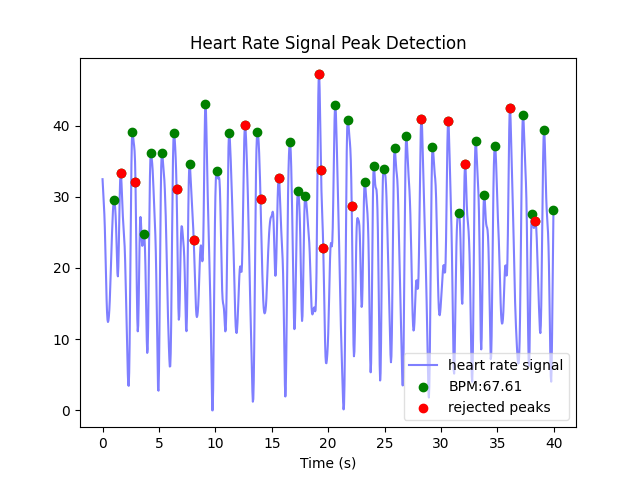 Heart Rate Signal Peak Detection
40
30
20
10
0
heart rate signal
BPM:67.61
rejected peaks
0 5 10 15 20 25 30 35 40
Time (s)